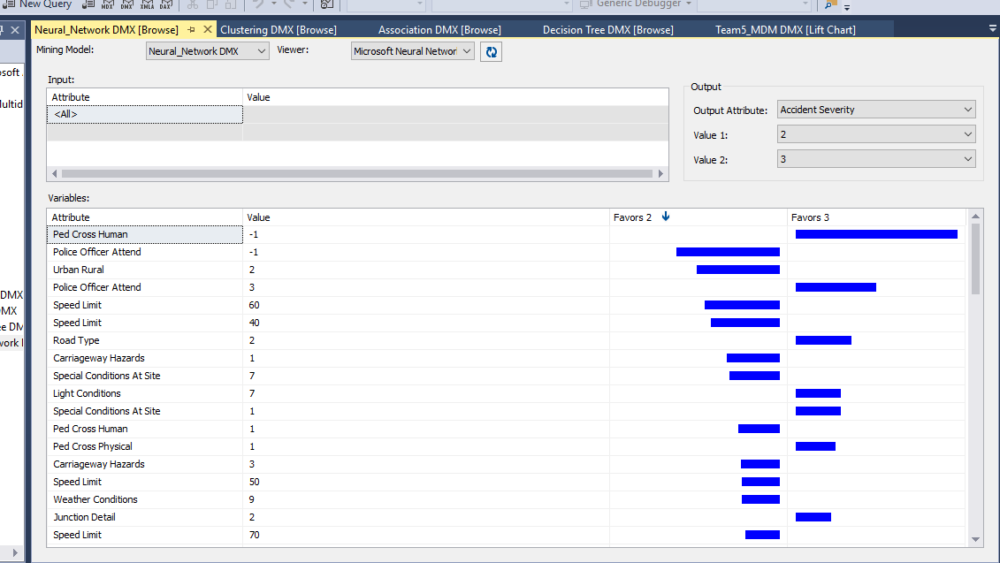 New Query MDX DMX XMLA DAX Generic Debugger
Neural_Network DMX [Browse] Clustering DMX [Browse] Association DMX [Browse] Decision Tree DMX [Browse] Team5_MDM DMX [Lift Chart]
Mining Model: Neural_Network DMX Viewer: Microsoft Neural Networ
Input:
Attribute Value
<All>
Output
Output Attribute: Accident Severity
Value 1: 2
Value 2: 3
Variables:
Attribute Value Favors 2 Favors 3
Ped Cross Human -1
Police Officer Attend -1
Urban Rural 2
Police Officer Attend 3
Speed Limit 60
Speed Limit 40
Road Type 2
Carriageway Hazards 1
Special Conditions At Site 7
Light Conditions 7
Special Conditions At Site 1
Ped Cross Human 1
Ped Cross Physical 1
Carriageway Hazards 3
Speed Limit 50
Weather Conditions 9
Junction Detail 2
Speed Limit 70
osoft
ultid
DMX
DMX
ee DM
work